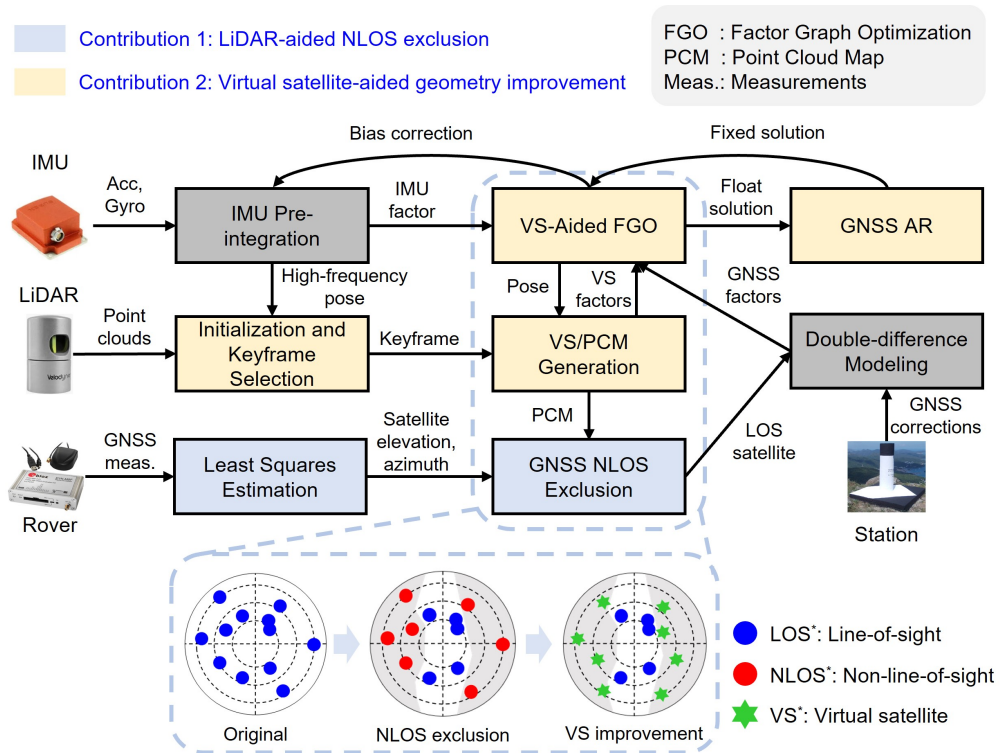 Contribution 1: LiDAR-aided NLOS exclusion
Contribution 2: Virtual satellite-aided geometry improvement
FGO : Factor Graph Optimization
PCM : Point Cloud Map
Meas.: Measurements
Bias correction
Fixed solution
IMU
Acc,
Gyro
IMU Pre-
integration
IMU
factor
VS-Aided FGO
Float
solution
GNSS AR
High-frequency
pose
Pose
VS
factors
GNSS
factors
LiDAR
Velodyne
Point
clouds
Initialization and
Keyframe
Selection
Keyframe
VS/PCM
Generation
Double-difference
Modeling
PCM
GNSS
corrections
GNSS
meas.
Least Squares
Estimation
Satellite
elevation,
azimuth
GNSS NLOS
Exclusion
LOS
satellite
Rover
Station
Original
NLOS exclusion
VS improvement
LOS*: Line-of-sight
NLOS*: Non-line-of-sight
VS*: Virtual satellite